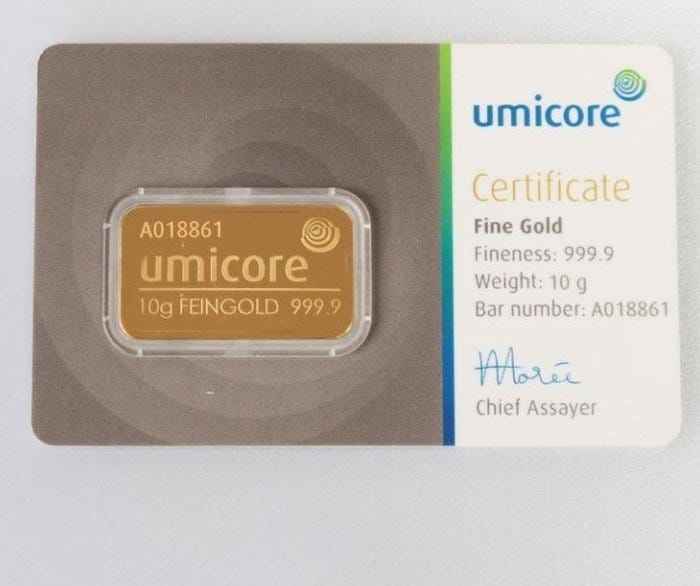 A018861
umicore
10g FEINGOLD 999.9
umicore
Certificate
Fine Gold
Fineness: 999.9
Weight: 10 g
Bar number: A018861
Chief Assayer